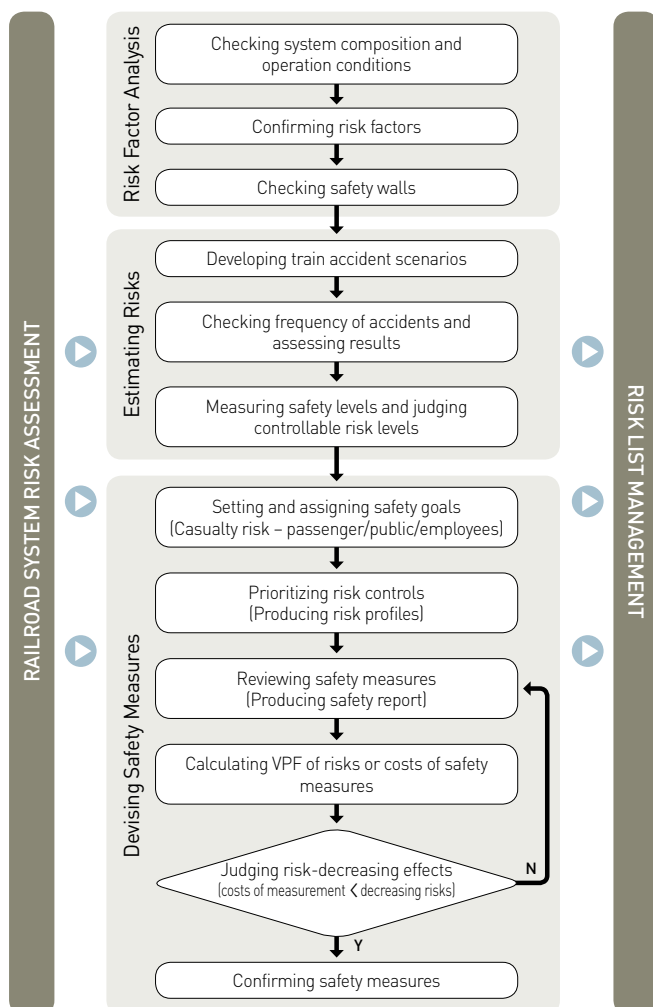 RAILROAD SYSTEM RISK ASSESSMENT
Risk Factor Analysis
Checking system composition and
operation conditions
Confirming risk factors
Checking safety walls
Estimating Risks
Developing train accident scenarios
Checking frequency of accidents and
assessing results
Measuring safety levels and judging
controllable risk levels
Devising Safety Measures
Setting and assigning safety goals
(Casualty risk – passenger/public/employees)
Prioritizing risk controls
(Producing risk profiles)
Reviewing safety measures
(Producing safety report)
Calculating VPF of risks or costs of safety
measures
Judging risk-decreasing effects
(costs of measurement < decreasing risks)
N
Y
Confirming safety measures
RISK LIST MANAGEMENT